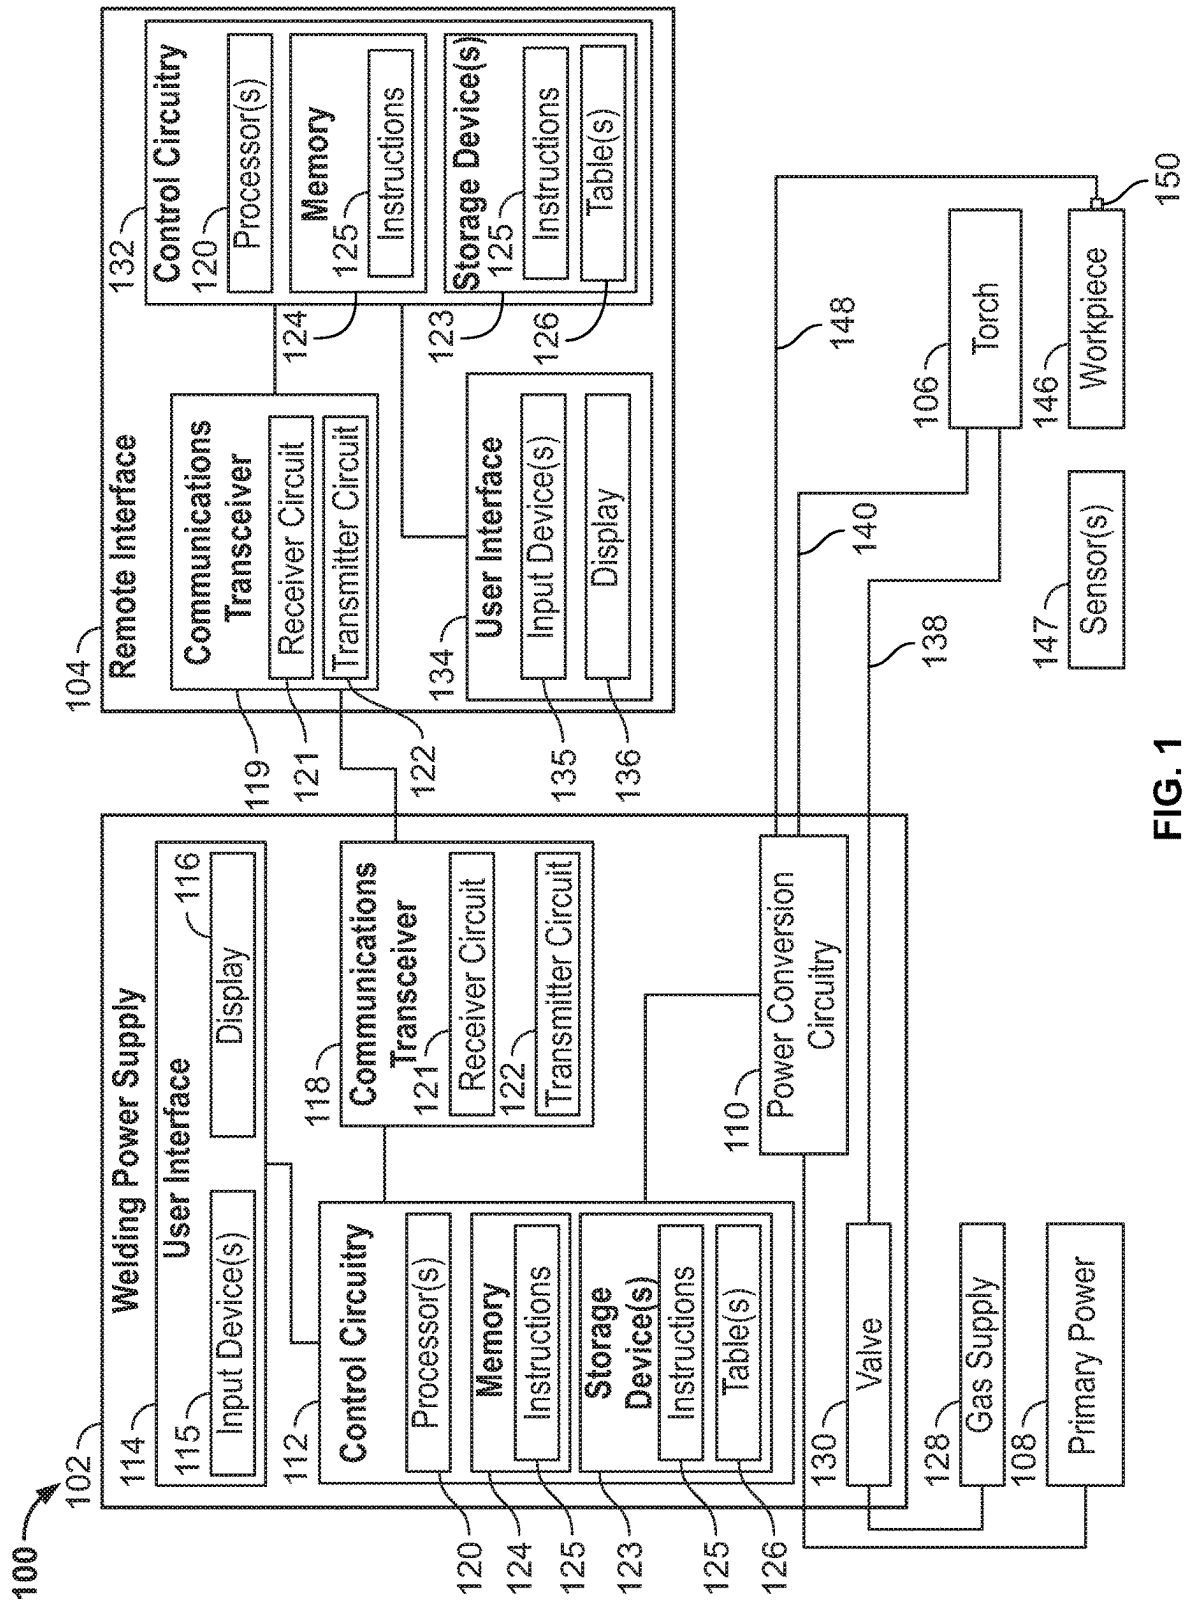 100
102
Welding Power Supply
114
User Interface
115
Input Device(s)
116
Display
112
Control Circuitry
Processor(s)
120
Memory
124
Instructions
125
Storage
Device(s)
123
Instructions
125
Table(s)
126
118
Communications
Transceiver
121
Receiver Circuit
122
Transmitter Circuit
110
Power Conversion
Circuitry
130
Valve
128
Gas Supply
108
Primary Power
104
Remote Interface
119
Communications
Transceiver
Receiver Circuit
121
Transmitter Circuit
122
132
Control Circuitry
120
Processor(s)
Memory
124
125
Instructions
Storage Device(s)
123
125
Instructions
Table(s)
126
134
User Interface
Input Device(s)
135
Display
136
148
140
138
106
Torch
146
Workpiece
150
147
Sensor(s)
FIG. 1